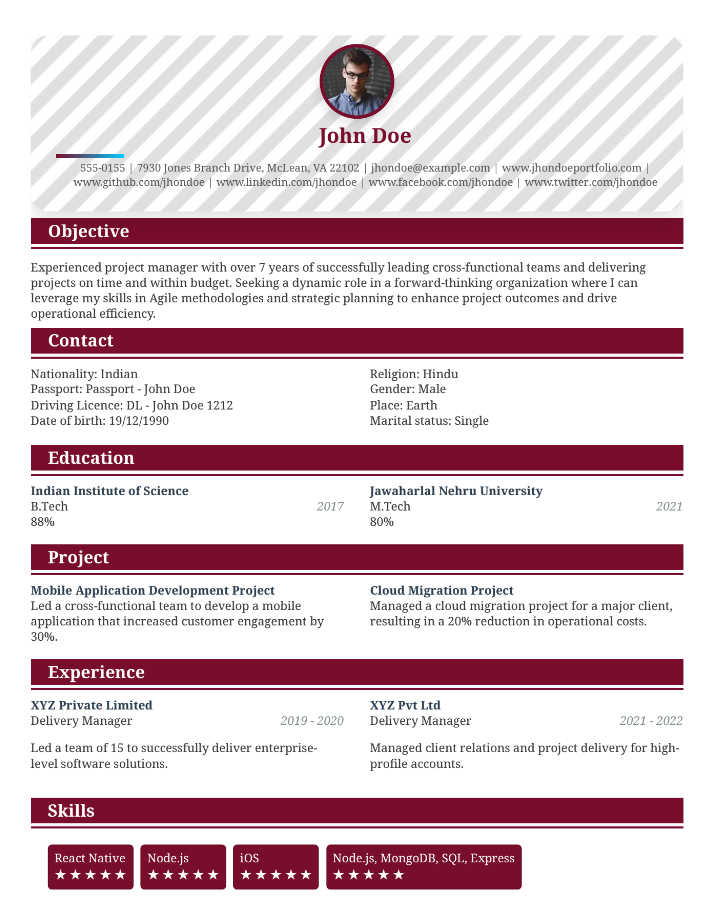 John Doe
555-0155 | 7930 Jones Branch Drive, McLean, VA 22102 | jhondoe@example.com | www.jhondoeportfolio.com |
www.github.com/jhondoe | www.linkedin.com/jhondoe | www.facebook.com/jhondoe | www.twitter.com/jhondoe
Objective
Experienced project manager with over 7 years of successfully leading cross-functional teams and delivering
projects on time and within budget. Seeking a dynamic role in a forward-thinking organization where I can
leverage my skills in Agile methodologies and strategic planning to enhance project outcomes and drive
operational efficiency.
Contact
Nationality: Indian
Passport: Passport - John Doe
Driving Licence: DL - John Doe 1212
Date of birth: 19/12/1990
Religion: Hindu
Gender: Male
Place: Earth
Marital status: Single
Education
Indian Institute of Science
B.Tech 2017
88%
Jawaharlal Nehru University
M.Tech 2021
80%
Project
Mobile Application Development Project
Led a cross-functional team to develop a mobile
application that increased customer engagement by
30%.
Cloud Migration Project
Managed a cloud migration project for a major client,
resulting in a 20% reduction in operational costs.
Experience
XYZ Private Limited
Delivery Manager 2019 - 2020
Led a team of 15 to successfully deliver enterprise-
level software solutions.
XYZ Pvt Ltd
Delivery Manager 2021 - 2022
Managed client relations and project delivery for high-
profile accounts.
Skills
React Native
★★★★★
Node.js
★★★★★
iOS
★★★★★
Node.js, MongoDB, SQL, Express
★★★★★